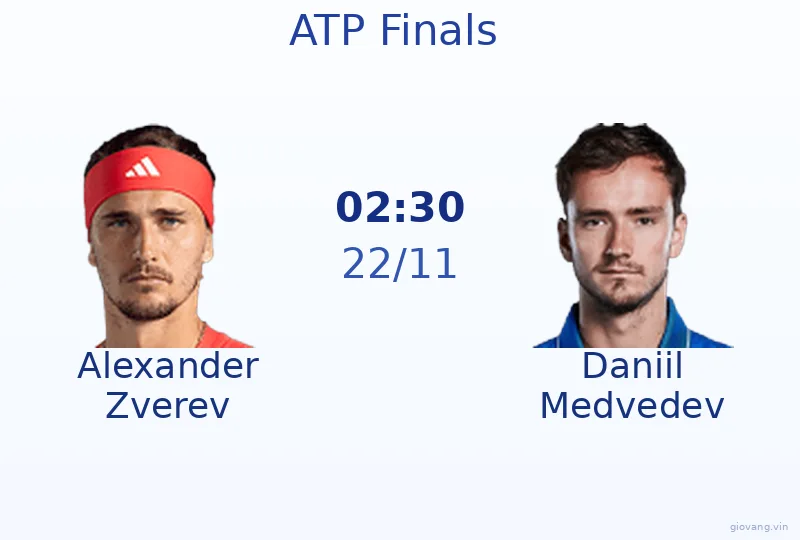 ATP Finals
02:30
22/11
Alexander
Zverev
Daniil
Medvedev
giovang.vin